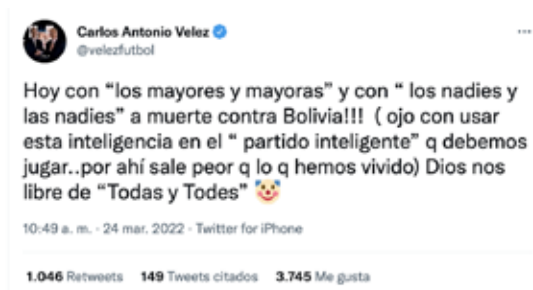 Carlos Antonio Velez
@velezfutbol
Hoy con “los mayores y mayoras” y con “ los nadies y
las nadies” a muerte contra Bolivia!!! ( ojo con usar
esta inteligencia en el “ partido inteligente” q debemos
jugar..por ahí sale peor q lo q hemos vivido) Dios nos
libre de “Todas y Todes” 🤡
10:49 a. m. · 24 mar. 2022 · Twitter for iPhone
1.046 Retweets 149 Tweets citados 3.745 Me gusta